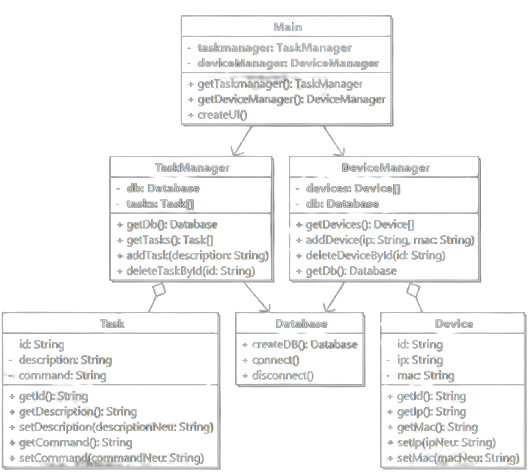 Main
- taskmanager: TaskManager
- deviceManager: DeviceManager
+ getTaskmanager(): TaskManager
+ getDeviceManager(): DeviceManager
+ createUI()
TaskManager
- db: Database
- tasks: Task[]
+ getDb(): Database
+ getTasks(): Task[]
+ addTask(description: String)
+ deleteTaskById(id: String)
DeviceManager
- devices: Device[]
- db: Database
+ getDevices(): Device[]
+ addDevice(ip: String, mac: String)
+ deleteDeviceById(id: String)
+ getDb(): Database
Task
id: String
- description: String
- command: String
+ getId(): String
+ getDescription(): String
+ setDescription(descriptionNeu: String)
+ getCommand(): String
+ setCommand(commandNeu: String)
Database
+ createDB(): Database
+ connect()
+ disconnect()
Device
id: String
- ip: String
- mac: String
+ getId(): String
+ getIp(): String
+ getMac(): String
+ setIp(ipNeu: String)
+ setMac(macNeu: String)